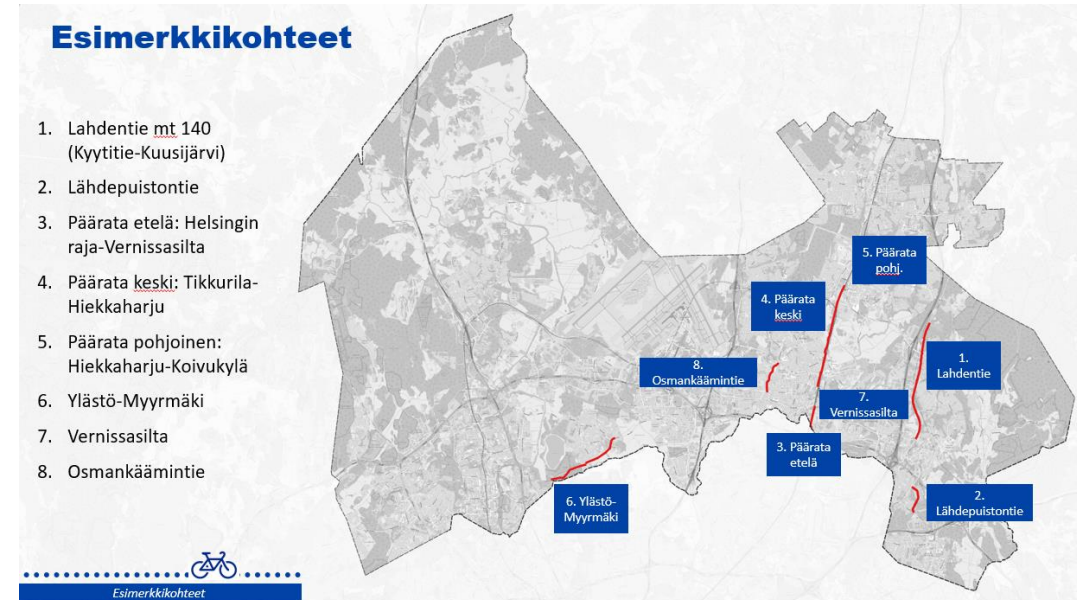 Esimerkkikohteet
1. Lahdentie mt 140
(Kyytitie-Kuusijärvi)
2. Lähdepuistontie
3. Päärata etelä: Helsingin
raja-Vernissasilta
4. Päärata keski: Tikkurila-
Hiekkaharju
5. Päärata pohjoinen:
Hiekkaharju-Koivukylä
6. Ylästö-Myyrmäki
7. Vernissasilta
8. Osmankäämintie
5. Päärata
pohj.
4. Päärata
keski
8.
Osmankäämintie
1.
Lahdentie
7.
Vernissasilta
3. Päärata
etelä
6. Ylästö-
Myyrmäki
2.
Lähdepuistontie
Esimerkkikohteet